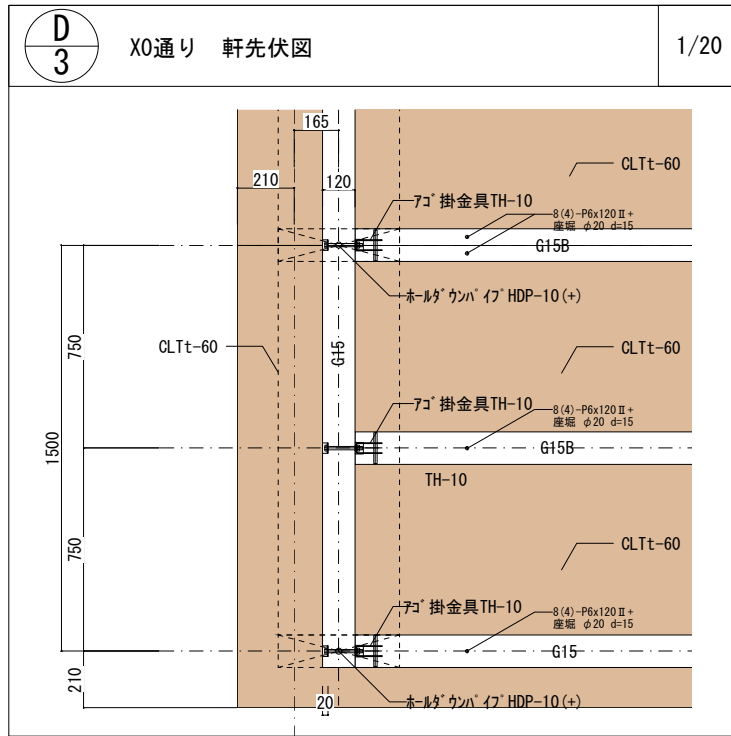 D
3
X0通り 軒先伏図
1/20
165
210
120
CLTt-60
ｱｺﾞ掛金具TH-10
8(4)-P6x120Ⅱ+
座堀 φ20 d=15
G15B
ﾎｰﾙﾀﾞｳﾝﾊﾟｲﾌﾟHDP-10(+)
750
CLTt-60
G15
CLTt-60
ｱｺﾞ掛金具TH-10
8(4)-P6x120Ⅱ+
座堀 φ20 d=15
1500
G15B
TH-10
750
CLTt-60
ｱｺﾞ掛金具TH-10
8(4)-P6x120Ⅱ+
座堀 φ20 d=15
G15
210
20
ﾎｰﾙﾀﾞｳﾝﾊﾟｲﾌﾟHDP-10(+)